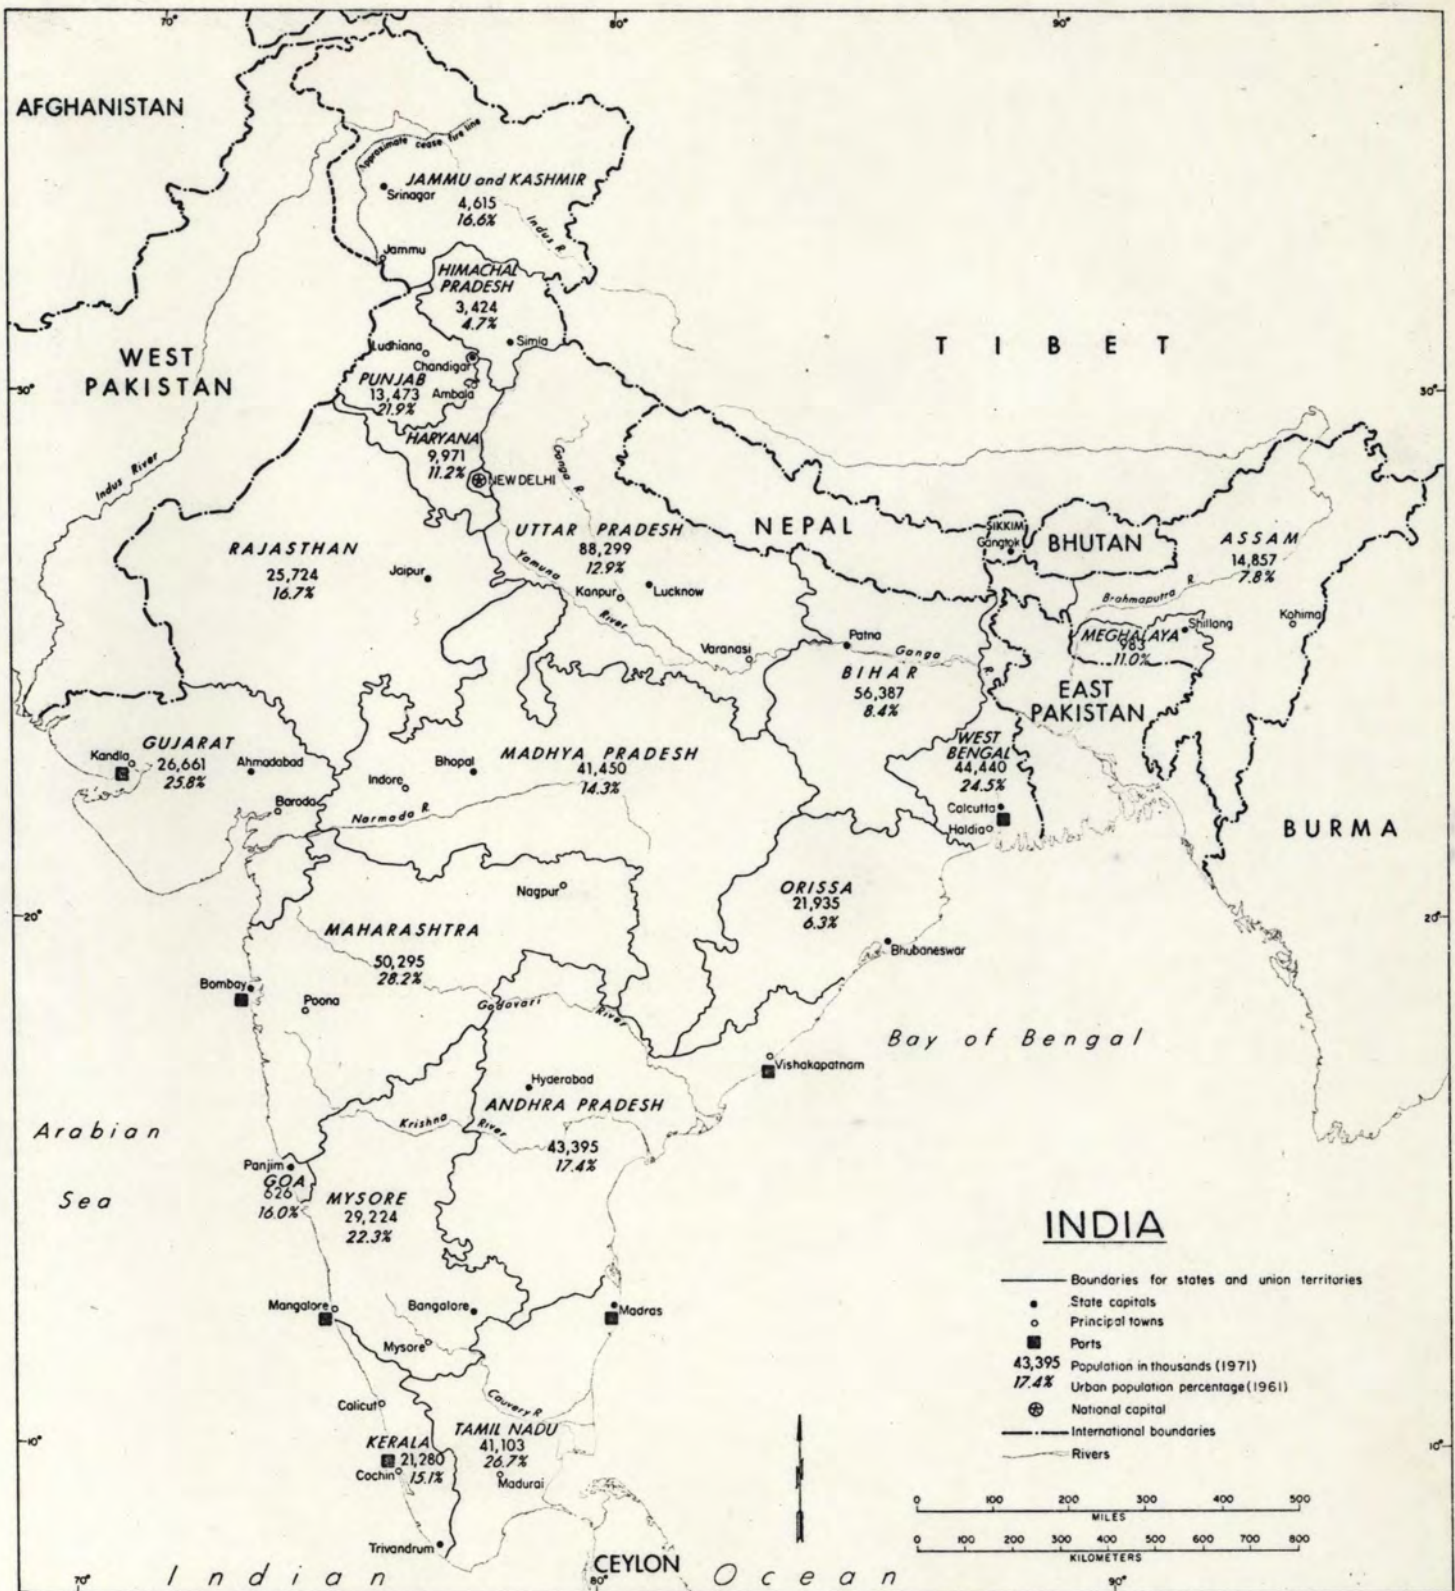 70°
80°
90°
AFGHANISTAN
Approximate cease fire line
JAMMU and KASHMIR
Srinagar
4,615
16.6%
Indus R.
Jammu
HIMACHAL
PRADESH
3,424
4.7%
WEST
PAKISTAN
T I B E T
Ludhiana
Simla
Chandigar
30°
PUNJAB
13,473
21.9%
Ambala
30°
HARYANA
9,971
11.2%
NEW DELHI
Indus River
Ganga R.
UTTAR PRADESH
88,299
12.9%
NEPAL
SIKKIM
Gangtok
BHUTAN
ASSAM
14,857
7.8%
RAJASTHAN
25,724
16.7%
Jaipur
Yamuna
River
Kanpur
Lucknow
Brahmaputra R.
Kohima
Shillong
MEGHALAYA
983
11.0%
Varanasi
Patna
Ganga
R.
BIHAR
56,387
8.4%
EAST
PAKISTAN
GUJARAT
26,661
25.8%
Kandla
Ahmadabad
MADHYA PRADESH
41,450
14.3%
Bhopal
Indore
WEST
BENGAL
44,440
24.5%
Baroda
Narmada R.
Calcutta
Haldia
BURMA
Nagpur
ORISSA
21,935
6.3%
20°
20°
MAHARASHTRA
50,295
28.2%
Bhubaneswar
Bombay
Poona
Godavari
River
Bay of Bengal
Vishakapatnam
Hyderabad
ANDHRA PRADESH
43,395
17.4%
Krishna
River
Arabian
Sea
Panjim
GOA
626
16.0%
MYSORE
29,224
22.3%
INDIA
Boundaries for states and union territories
State capitals
Principal towns
Ports
43,395 Population in thousands (1971)
17.4% Urban population percentage (1961)
National capital
International boundaries
Rivers
Mangalore
Bangalore
Madras
Mysore
Cauvery R.
Calicut
TAMIL NADU
41,103
26.7%
10°
10°
KERALA
21,280
15.1%
Cochin
Madurai
N
0 100 200 300 400 500
MILES
0 100 200 300 400 500 600 700 800
KILOMETERS
Trivandrum
CEYLON
Indian Ocean
70°
80°
90°